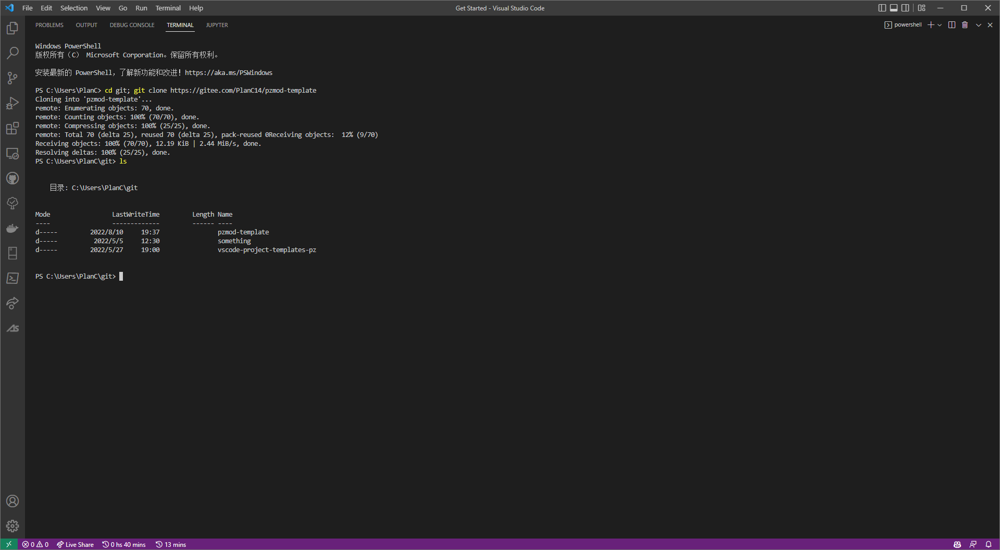 File Edit Selection View Go Run Terminal Help
Get Started - Visual Studio Code
PROBLEMS OUTPUT DEBUG CONSOLE TERMINAL JUPYTER
powershell
Windows PowerShell
版权所有（C） Microsoft Corporation。保留所有权利。
安装最新的 PowerShell，了解新功能和改进！https://aka.ms/PSWindows
PS C:\Users\PlanC> cd git; git clone https://gitee.com/PlanC14/pzmod-template
Cloning into 'pzmod-template'...
remote: Enumerating objects: 70, done.
remote: Counting objects: 100% (70/70), done.
remote: Compressing objects: 100% (25/25), done.
remote: Total 70 (delta 25), reused 70 (delta 25), pack-reused 0Receiving objects:  12% (9/70)
Receiving objects: 100% (70/70), 12.19 KiB | 2.44 MiB/s, done.
Resolving deltas: 100% (25/25), done.
PS C:\Users\PlanC\git> ls
目录: C:\Users\PlanC\git
Mode LastWriteTime Length Name
---- ------------- ------ ----
d----- 2022/8/10 19:37 pzmod-template
d----- 2022/5/5 12:30 something
d----- 2022/5/27 19:00 vscode-project-templates-pz
PS C:\Users\PlanC\git>
0 0 Live Share 0 hs 40 mins 13 mins